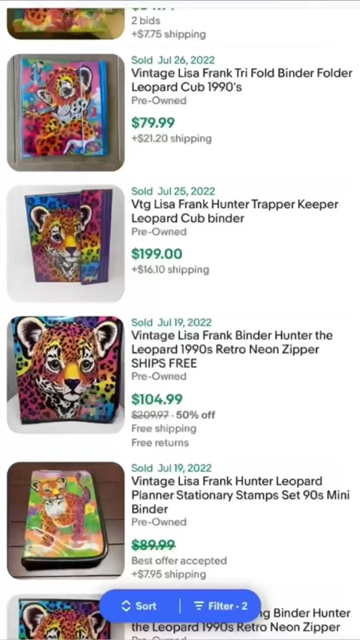 2 bids
+$7.75 shipping
Sold Jul 26, 2022
Vintage Lisa Frank Tri Fold Binder Folder
Leopard Cub 1990's
Pre-Owned
$79.99
+$21.20 shipping
Sold Jul 25, 2022
Vtg Lisa Frank Hunter Trapper Keeper
Leopard Cub binder
Pre-Owned
$199.00
+$16.10 shipping
Sold Jul 19, 2022
Vintage Lisa Frank Binder Hunter the
Leopard 1990s Retro Neon Zipper
SHIPS FREE
Pre-Owned
$104.99
$209.97 · 50% off
Free shipping
Free returns
Sold Jul 19, 2022
Vintage Lisa Frank Hunter Leopard
Planner Stationary Stamps Set 90s Mini
Binder
Pre-Owned
$89.99
Best offer accepted
+$7.95 shipping
Sort
Filter · 2
Binder Hunter
the Leopard 1990s Retro Neon Zipper